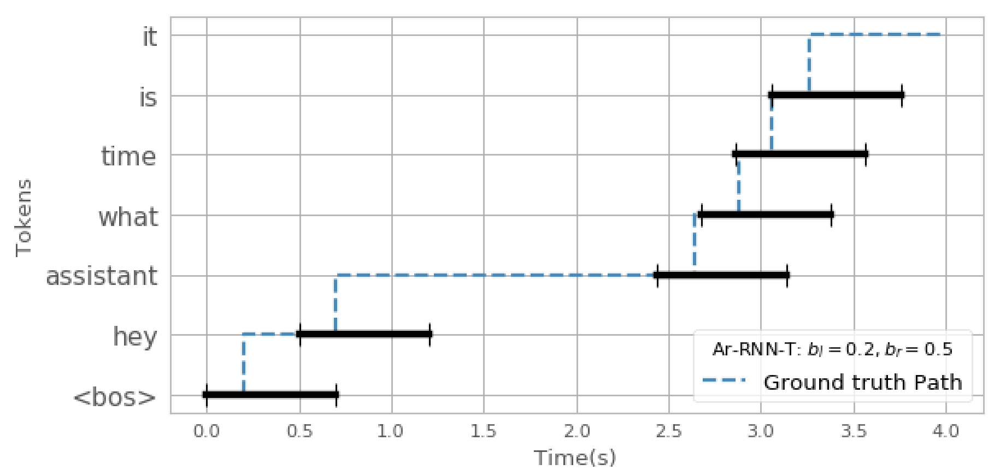 it
is
time
what
assistant
hey
<bos>
Tokens
Ar-RNN-T: b_l = 0.2, b_r = 0.5
Ground truth Path
0.0 0.5 1.0 1.5 2.0 2.5 3.0 3.5 4.0
Time(s)